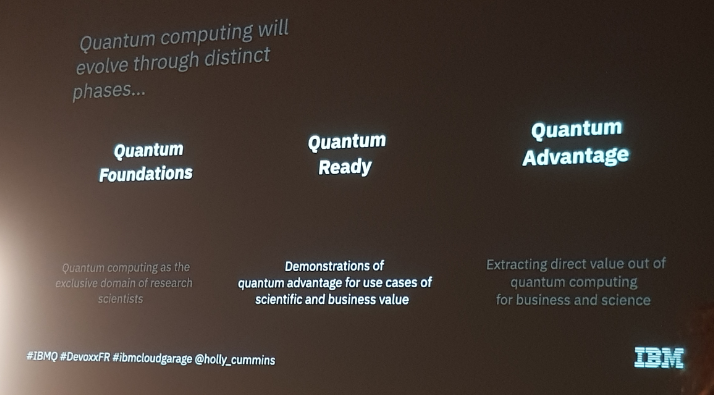 Quantum computing will
evolve through distinct
phases...
Quantum
Foundations
Quantum
Ready
Quantum
Advantage
Quantum computing as the
exclusive domain of research
scientists
Demonstrations of
quantum advantage for use cases of
scientific and business value
Extracting direct value out of
quantum computing
for business and science
#IBMQ #DevoxxFR #ibmcloudgarage @holly_cummins
IBM